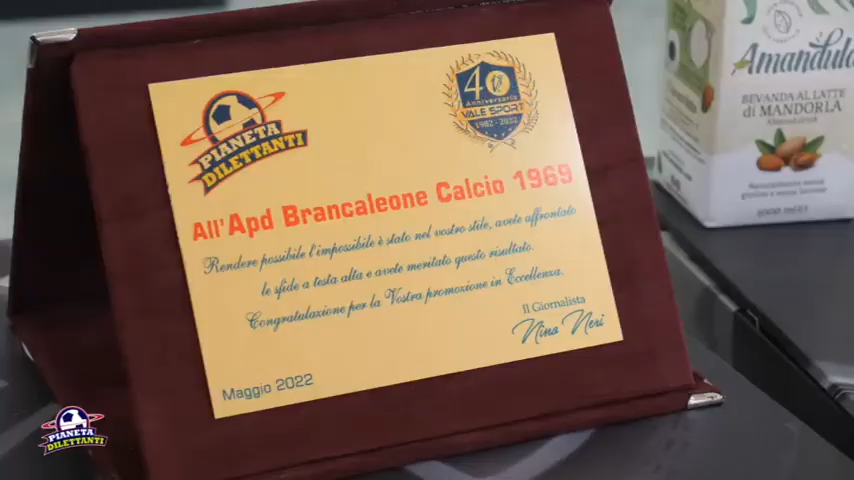 PIANETA
DILETTANTI
40
Anniversario
VALE SPORT
1982-2022
All'Apd Brancaleone Calcio 1969
Rendere possibile l'impossibile è stato nel vostro stile, avete affrontato
le sfide a testa alta e avete meritato questo risultato.
Congratulazione per la Vostra promozione in Eccellenza.
Il Giornalista
Nino Neri
Maggio 2022
Amandula
BEVANDA AL LATTE
di MANDORLA
PIANETA
DILETTANTI